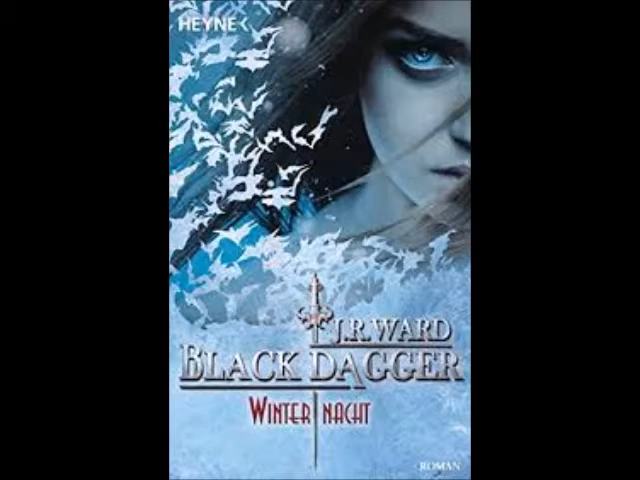 HEYNE
J.R.WARD
BLACK DAGGER
WINTERNACHT
ROMAN